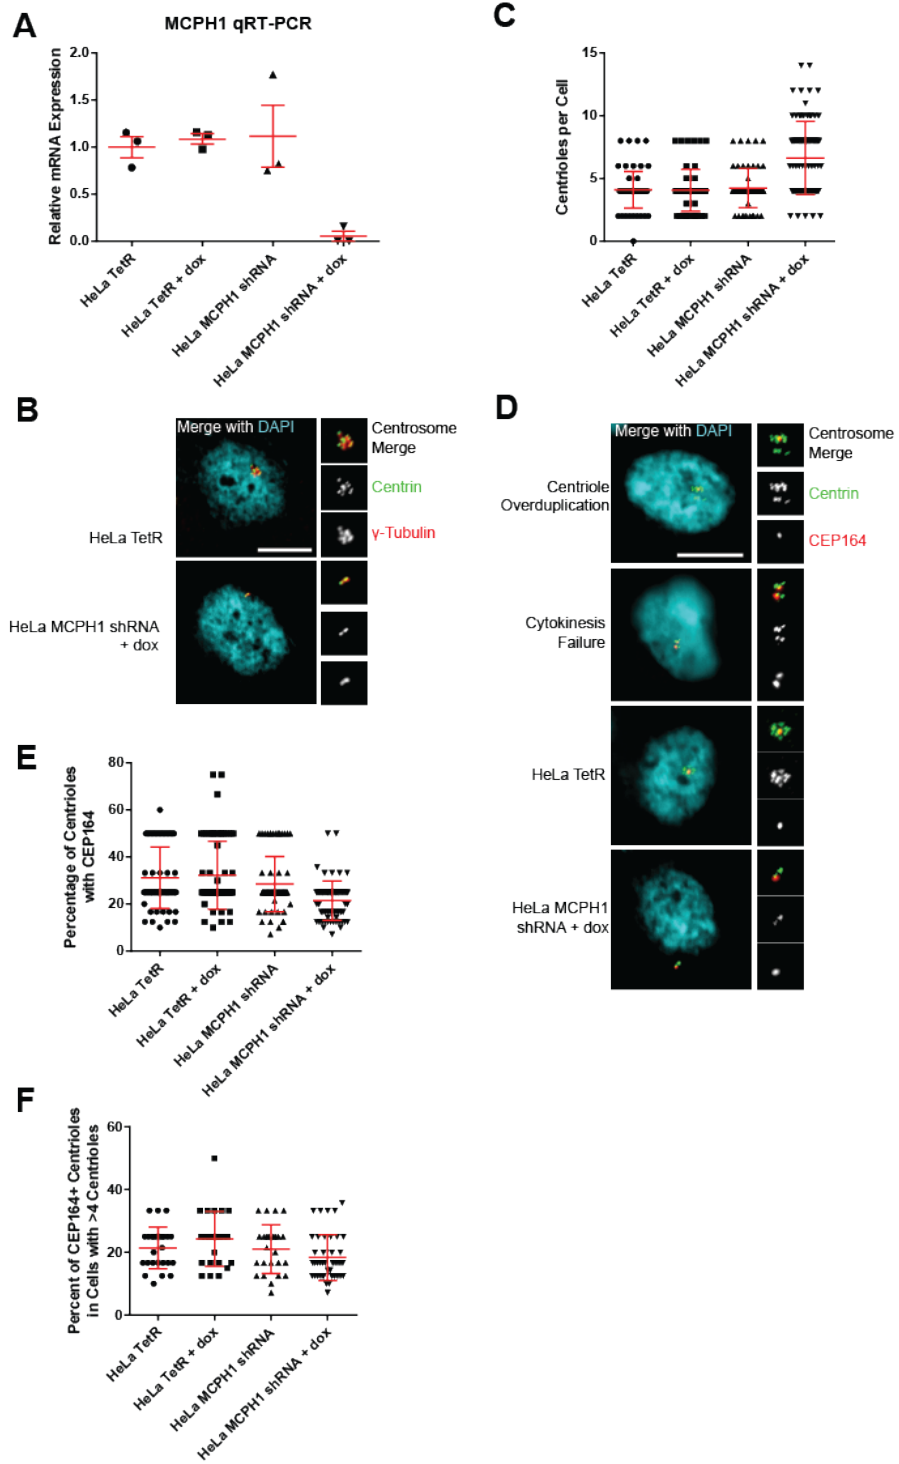 A
MCPH1 qRT-PCR
Relative mRNA Expression
2.0
1.5
1.0
0.5
0.0
HeLa TetR
HeLa TetR + dox
HeLa MCPH1 shRNA
HeLa MCPH1 shRNA + dox
C
Centrioles per Cell
15
10
5
0
HeLa TetR
HeLa TetR + dox
HeLa MCPH1 shRNA
HeLa MCPH1 shRNA + dox
B
Merge with DAPI
Centrosome
Merge
Centrin
γ-Tubulin
HeLa TetR
HeLa MCPH1 shRNA
+ dox
D
Merge with DAPI
Centrosome
Merge
Centriole
Overduplication
Centrin
CEP164
Cytokinesis
Failure
HeLa TetR
HeLa MCPH1
shRNA + dox
E
Percentage of Centrioles
with CEP164
80
60
40
20
0
HeLa TetR
HeLa TetR + dox
HeLa MCPH1 shRNA
HeLa MCPH1 shRNA + dox
F
Percent of CEP164+ Centrioles
in Cells with >4 Centrioles
60
40
20
0
HeLa TetR
HeLa TetR + dox
HeLa MCPH1 shRNA
HeLa MCPH1 shRNA + dox